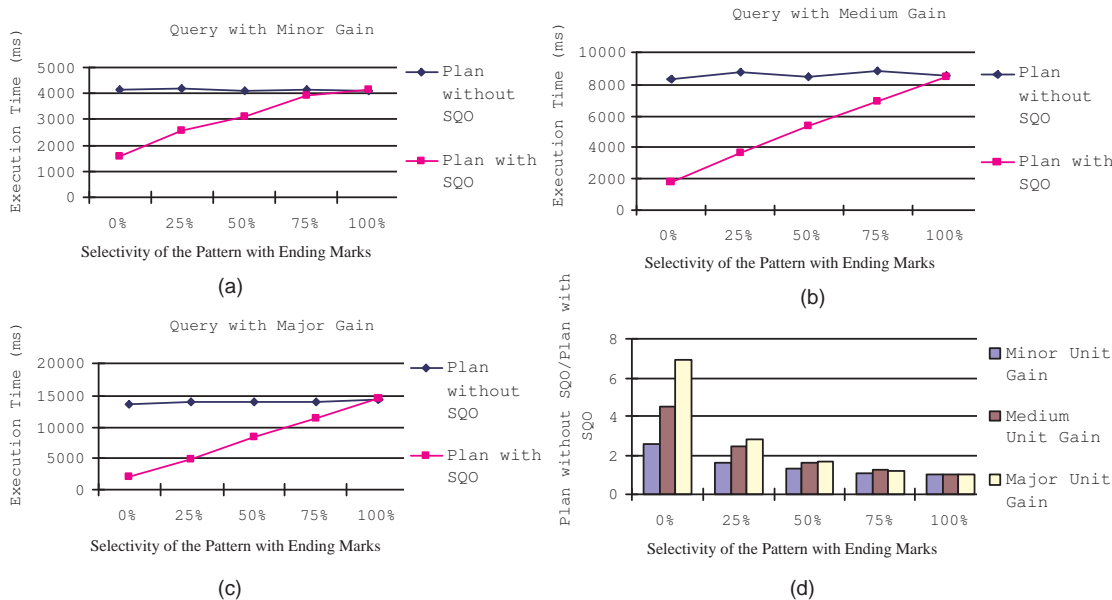 Query with Minor Gain
Execution Time (ms)
5000
4000
3000
2000
1000
0
0% 25% 50% 75% 100%
Selectivity of the Pattern with Ending Marks
Plan
without
SQO
Plan with
SQO
(a)
Query with Medium Gain
Execution Time (ms)
10000
8000
6000
4000
2000
0
0% 25% 50% 75% 100%
Selectivity of the Pattern with Ending Marks
Plan
without
SQO
Plan with
SQO
(b)
Query with Major Gain
Execution Time (ms)
20000
15000
10000
5000
0
0% 25% 50% 75% 100%
Selectivity of the Pattern with Ending Marks
Plan
without
SQO
Plan with
SQO
(c)
Plan without SQO/Plan with
SQO
8
6
4
2
0
0% 25% 50% 75% 100%
Selectivity of the Pattern with Ending Marks
Minor Unit
Gain
Medium
Unit Gain
Major Unit
Gain
(d)